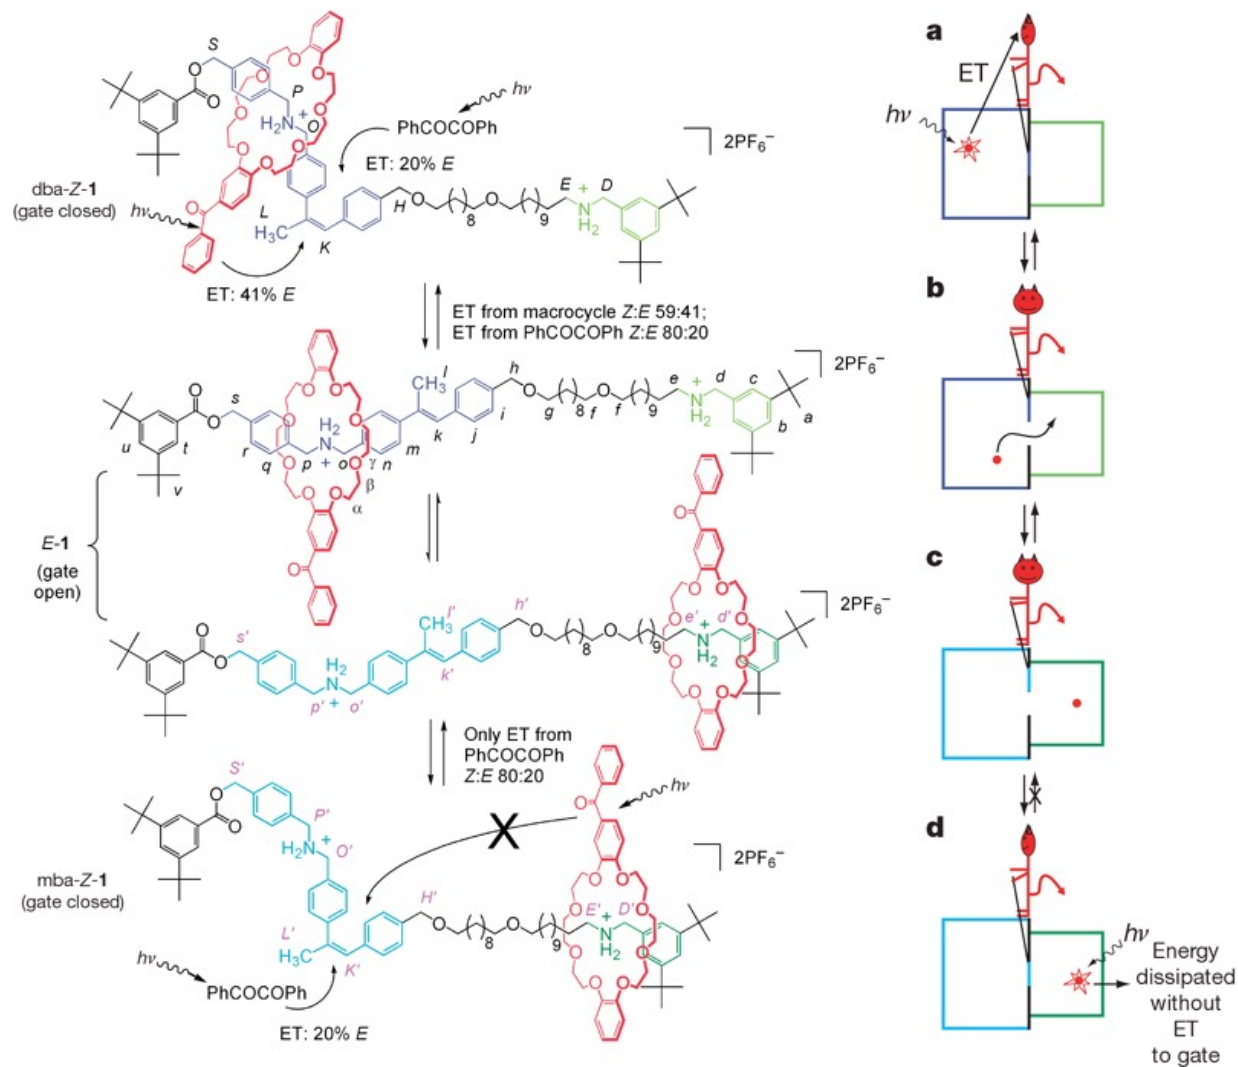 S
O
O
P
H₂N
+
O
hν
PhCOCOPh
ET: 20% E
2PF₆⁻
dba-Z-1
(gate closed)
hν
O
L
H₃C
K
H
O
8
O
9
E
+
N
H₂
D
ET: 41% E
ET from macrocycle Z:E 59:41;
ET from PhCOCOPh Z:E 80:20
2PF₆⁻
O
O
s
CH₃
l
h
O
g
8
O
f
f
9
e
+
N
H₂
d
c
a
b
u
t
v
r
q
p
H₂
N
+
o
γ
n
m
k
j
i
β
α
O
E-1
(gate
open)
O
2PF₆⁻
O
O
s'
H₂
N
+
p'
o'
CH₃
l'
k'
h'
O
8
O
9
e'
+
N
H₂
d'
Only ET from
PhCOCOPh
Z:E 80:20
S'
O
O
P'
H₂N
+
O'
mba-Z-1
(gate closed)
L'
H₃C
K'
H'
O
8
O
9
E'
+
N
H₂
D'
X
O
hν
2PF₆⁻
hν
PhCOCOPh
ET: 20% E
a
ET
hν
b
c
d
hν
Energy
dissipated
without
ET
to gate